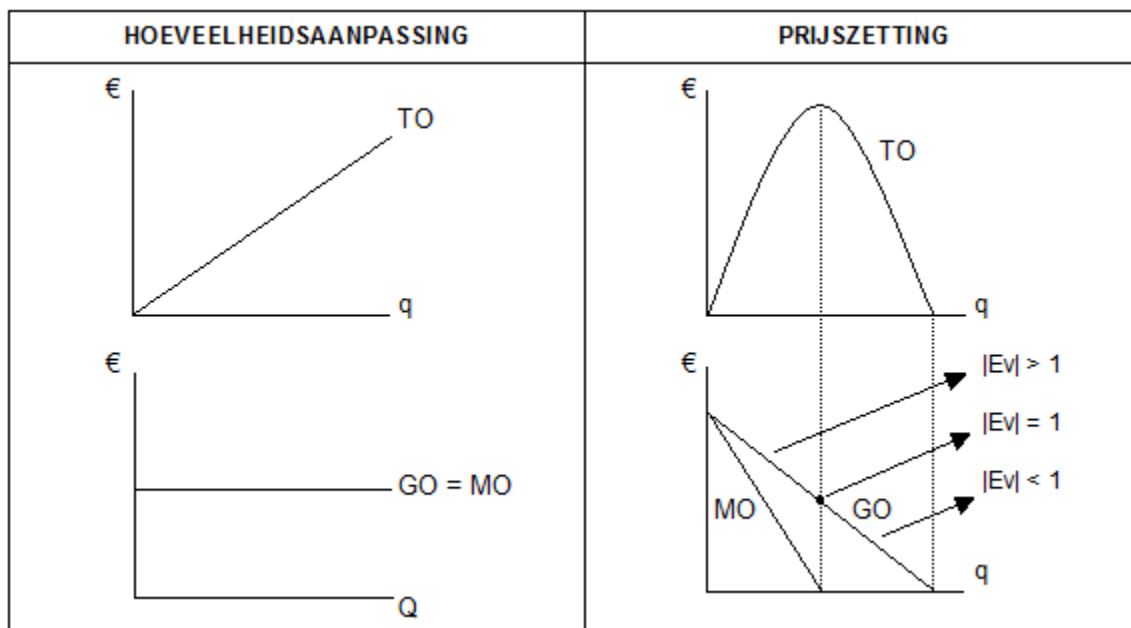 HOEVEELHEIDSAANPASSING
PRIJSZETTING
€
TO
q
€
GO = MO
Q
€
TO
q
€
|Ev| > 1
|Ev| = 1
|Ev| < 1
MO
GO
q